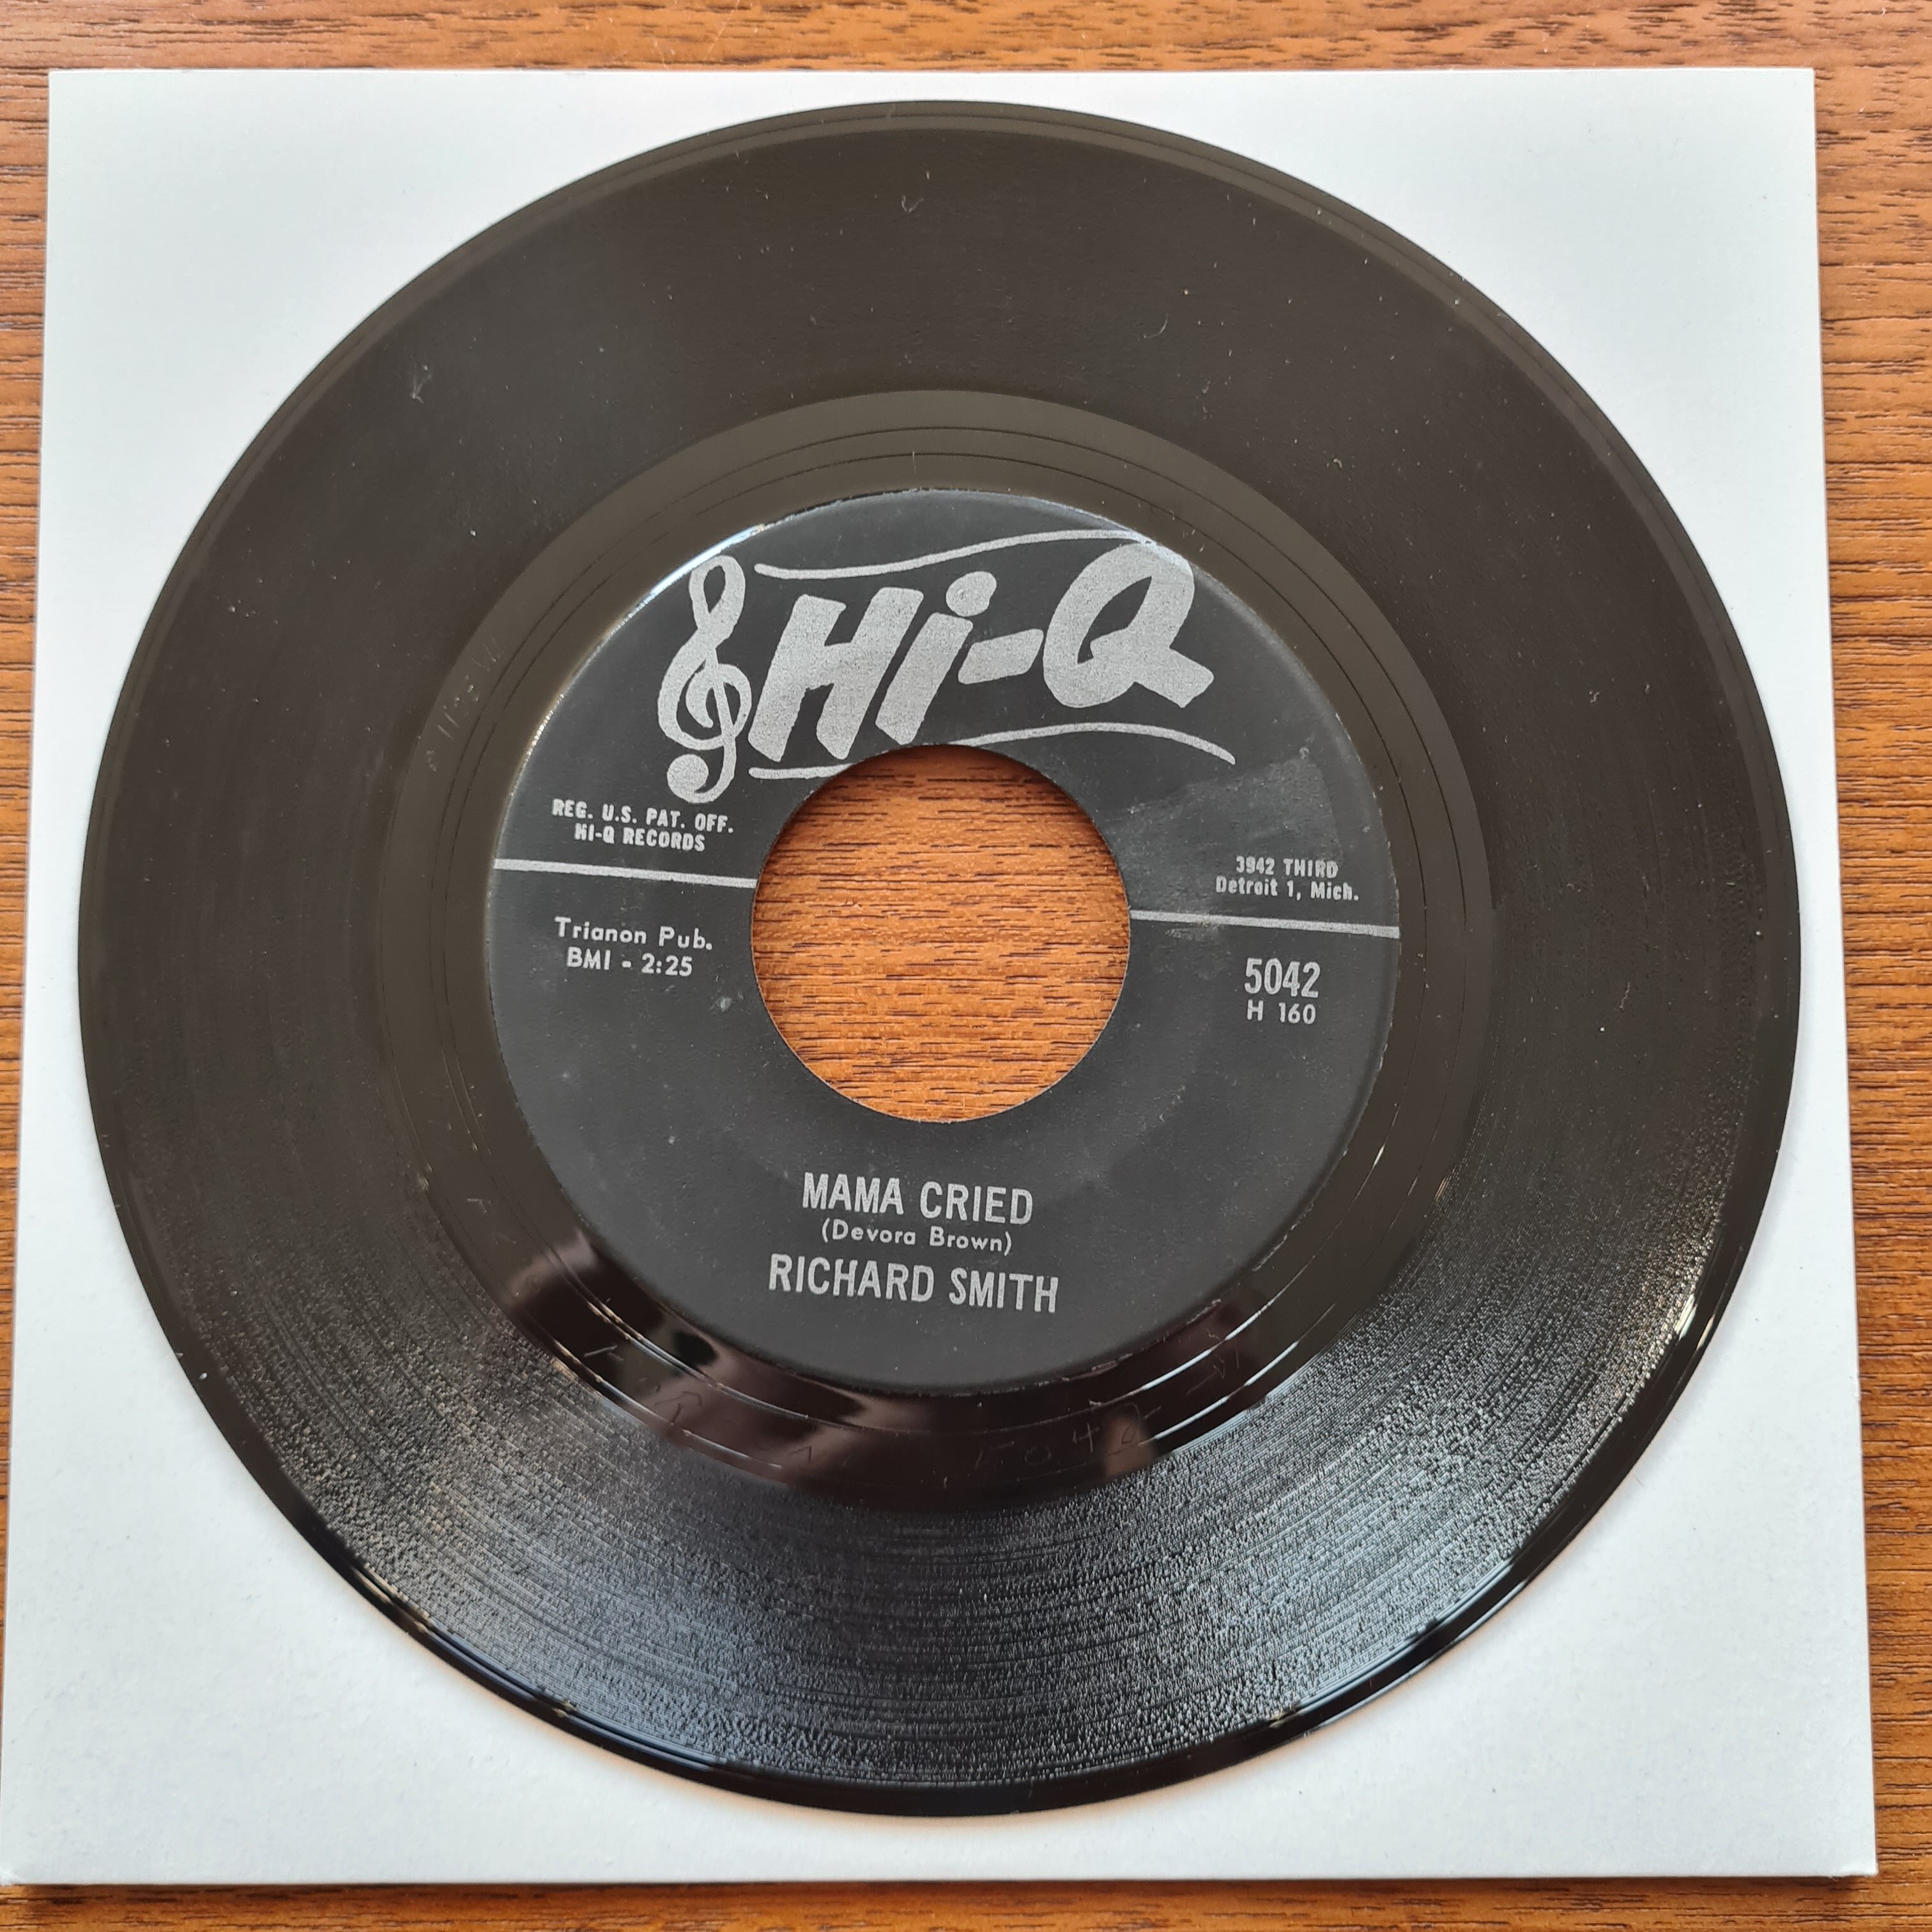 Hi-Q
REG. U.S. PAT. OFF.
HI-Q RECORDS
3942 THIRD
Detroit 1, Mich.
Trianon Pub.
BMI - 2:25
5042
H 160
MAMA CRIED
(Devora Brown)
RICHARD SMITH
5042